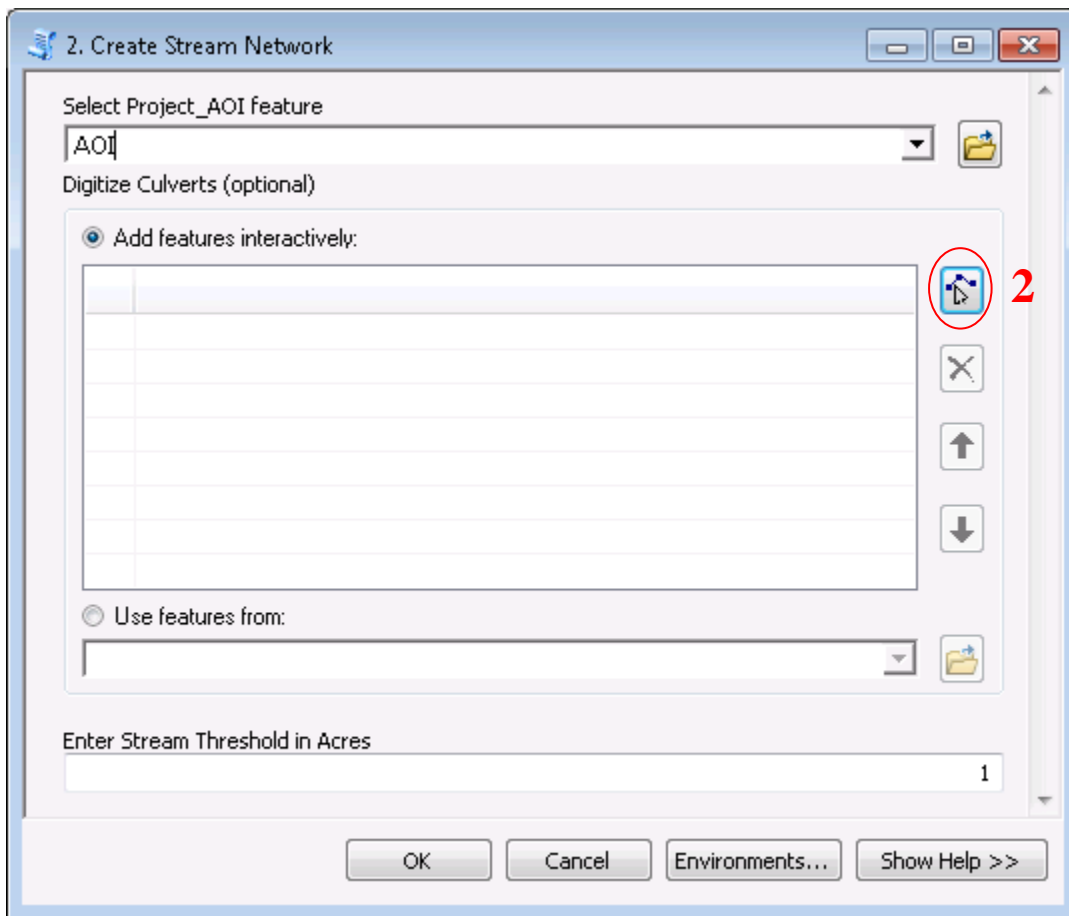 2. Create Stream Network
Select Project_AOI feature
AOI
Digitize Culverts (optional)
Add features interactively:
2
Use features from:
Enter Stream Threshold in Acres
1
OK Cancel Environments... Show Help >>